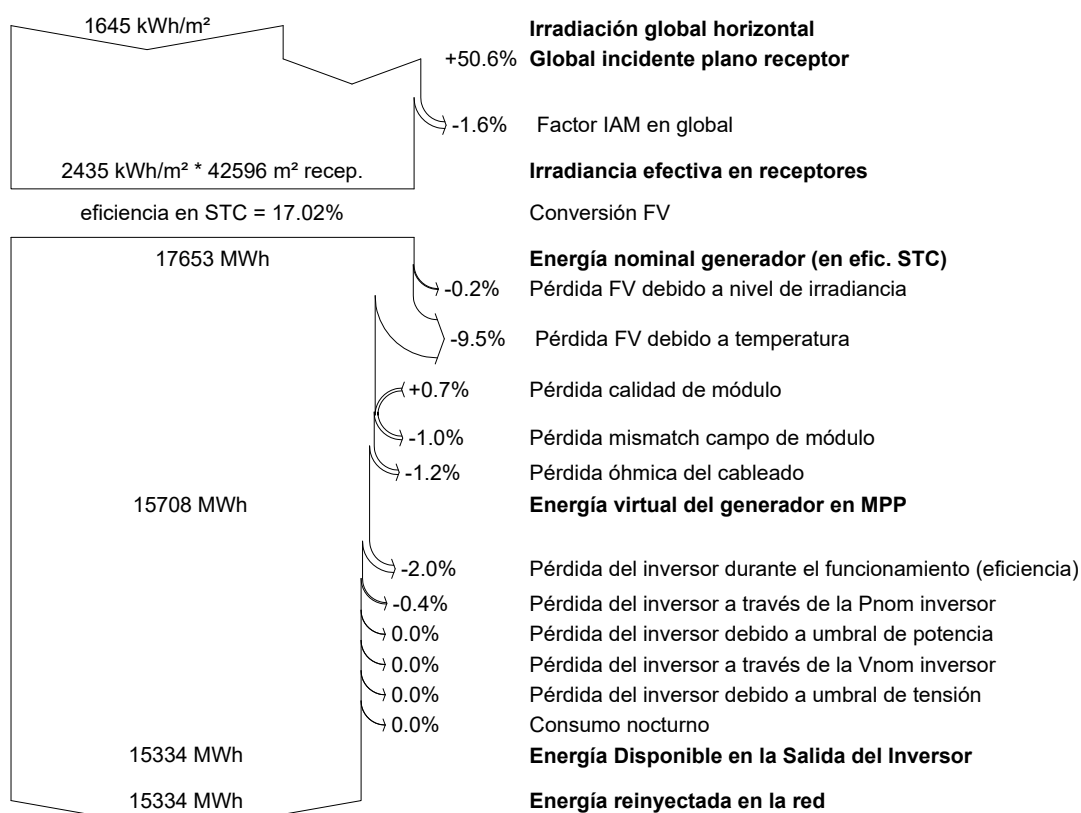 1645 kWh/m² Irradiación global horizontal
+50.6% Global incidente plano receptor
-1.6% Factor IAM en global
2435 kWh/m² * 42596 m² recep. Irradiancia efectiva en receptores
eficiencia en STC = 17.02% Conversión FV
17653 MWh Energía nominal generador (en efic. STC)
-0.2% Pérdida FV debido a nivel de irradiancia
-9.5% Pérdida FV debido a temperatura
+0.7% Pérdida calidad de módulo
-1.0% Pérdida mismatch campo de módulo
-1.2% Pérdida óhmica del cableado
15708 MWh Energía virtual del generador en MPP
-2.0% Pérdida del inversor durante el funcionamiento (eficiencia)
-0.4% Pérdida del inversor a través de la Pnom inversor
0.0% Pérdida del inversor debido a umbral de potencia
0.0% Pérdida del inversor a través de la Vnom inversor
0.0% Pérdida del inversor debido a umbral de tensión
0.0% Consumo nocturno
15334 MWh Energía Disponible en la Salida del Inversor
15334 MWh Energía reinyectada en la red